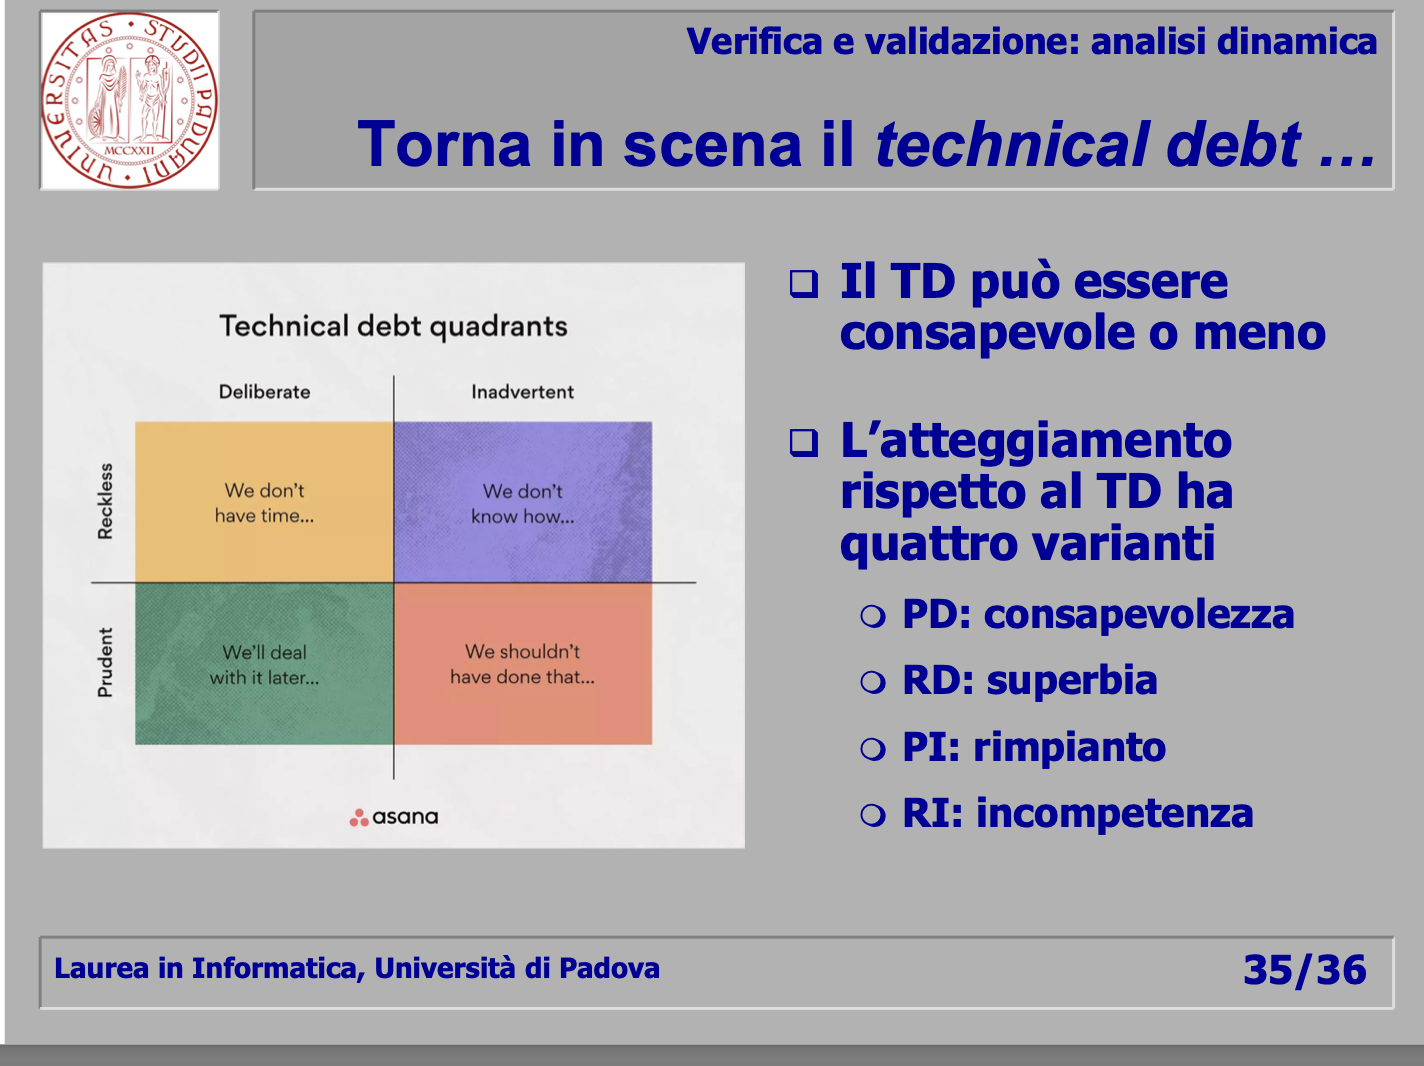 UNIVERSITAS STUDII PADUANI
MCCXXII
Verifica e validazione: analisi dinamica
Torna in scena il technical debt ...
Technical debt quadrants
Deliberate
Inadvertent
Reckless
We don't
have time...
We don't
know how...
Prudent
We'll deal
with it later...
We shouldn't
have done that...
asana
Il TD può essere
consapevole o meno
L'atteggiamento
rispetto al TD ha
quattro varianti
PD: consapevolezza
RD: superbia
PI: rimpianto
RI: incompetenza
Laurea in Informatica, Università di Padova
35/36